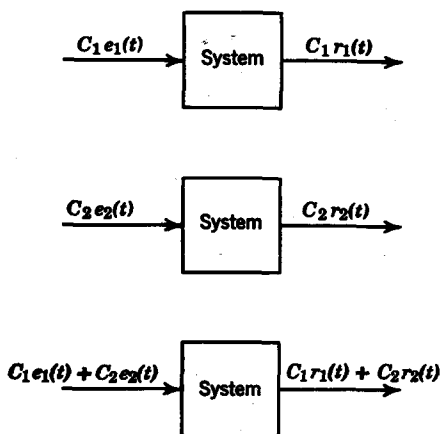 C₁e₁(t) System C₁r₁(t)
C₂e₂(t) System C₂r₂(t)
C₁e₁(t) + C₂e₂(t) System C₁r₁(t) + C₂r₂(t)